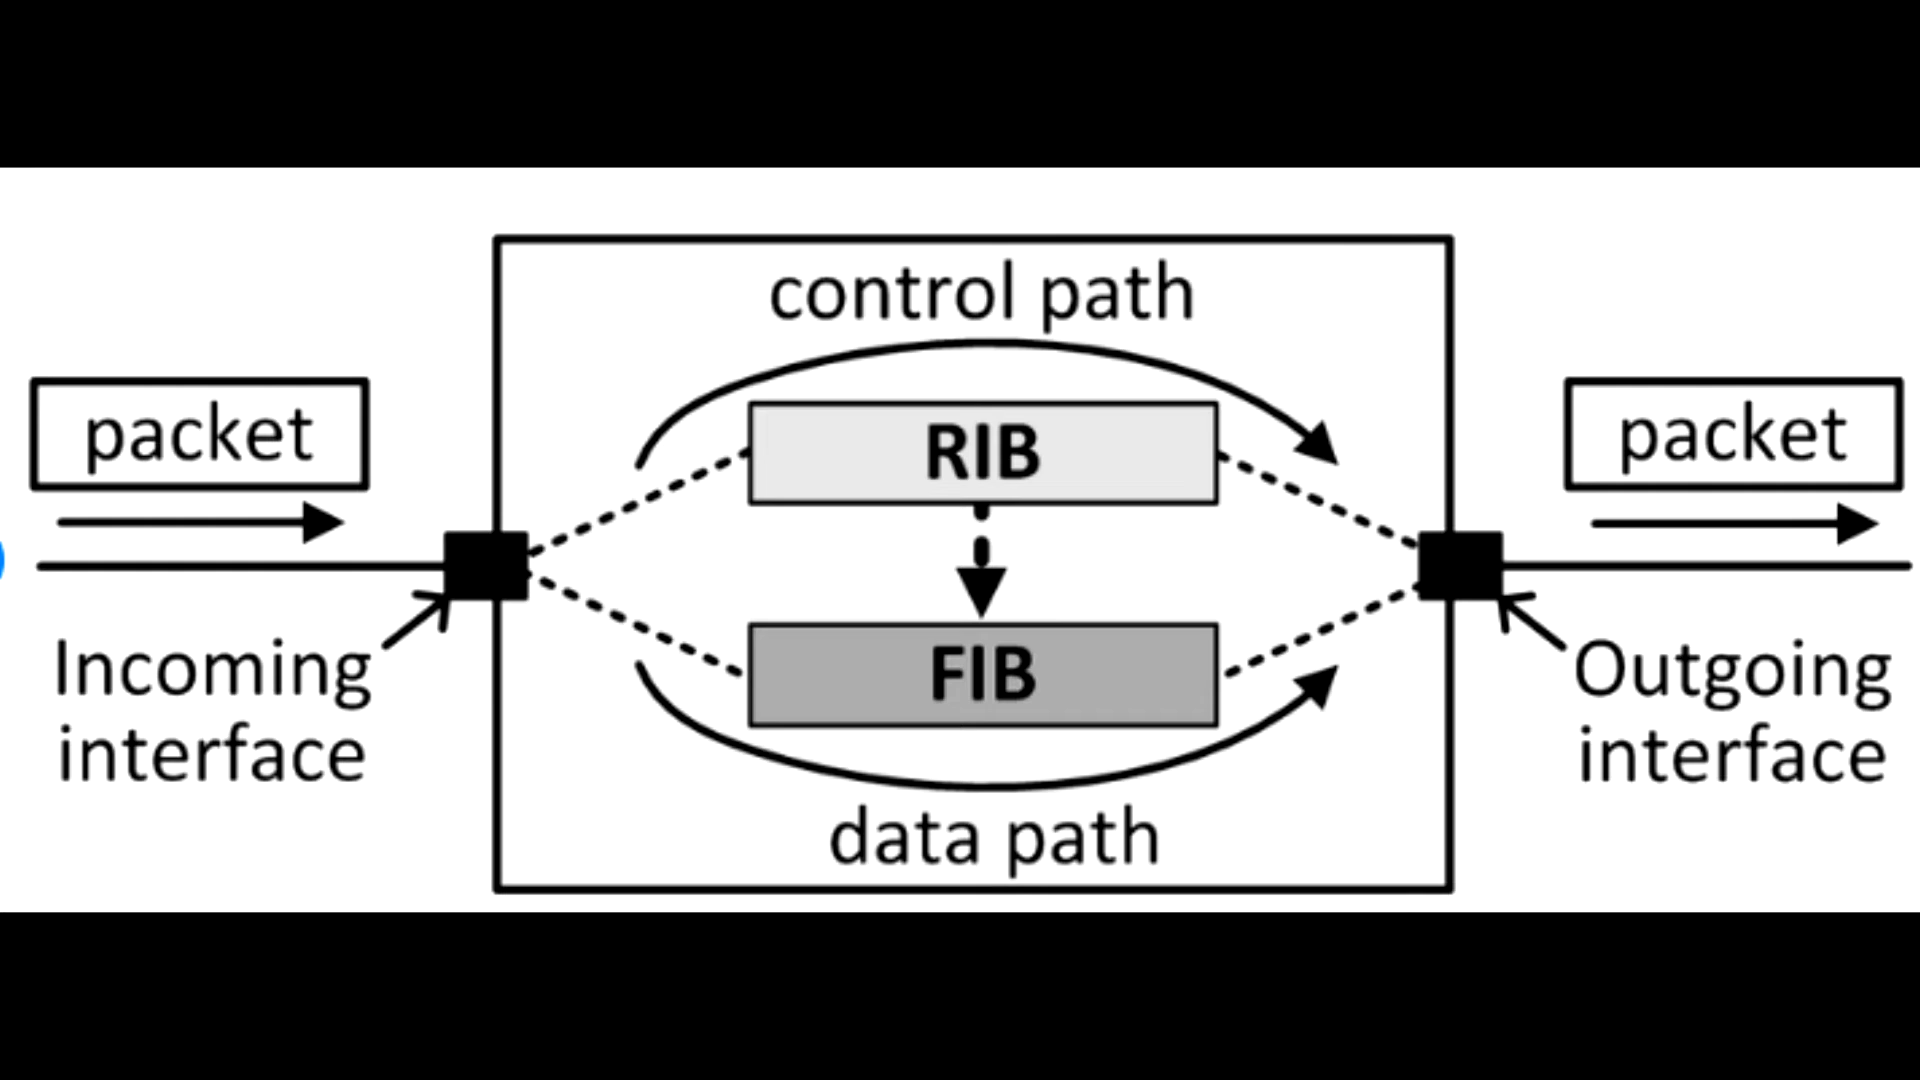 control path
packet
RIB
packet
FIB
Incoming
interface
Outgoing
interface
data path